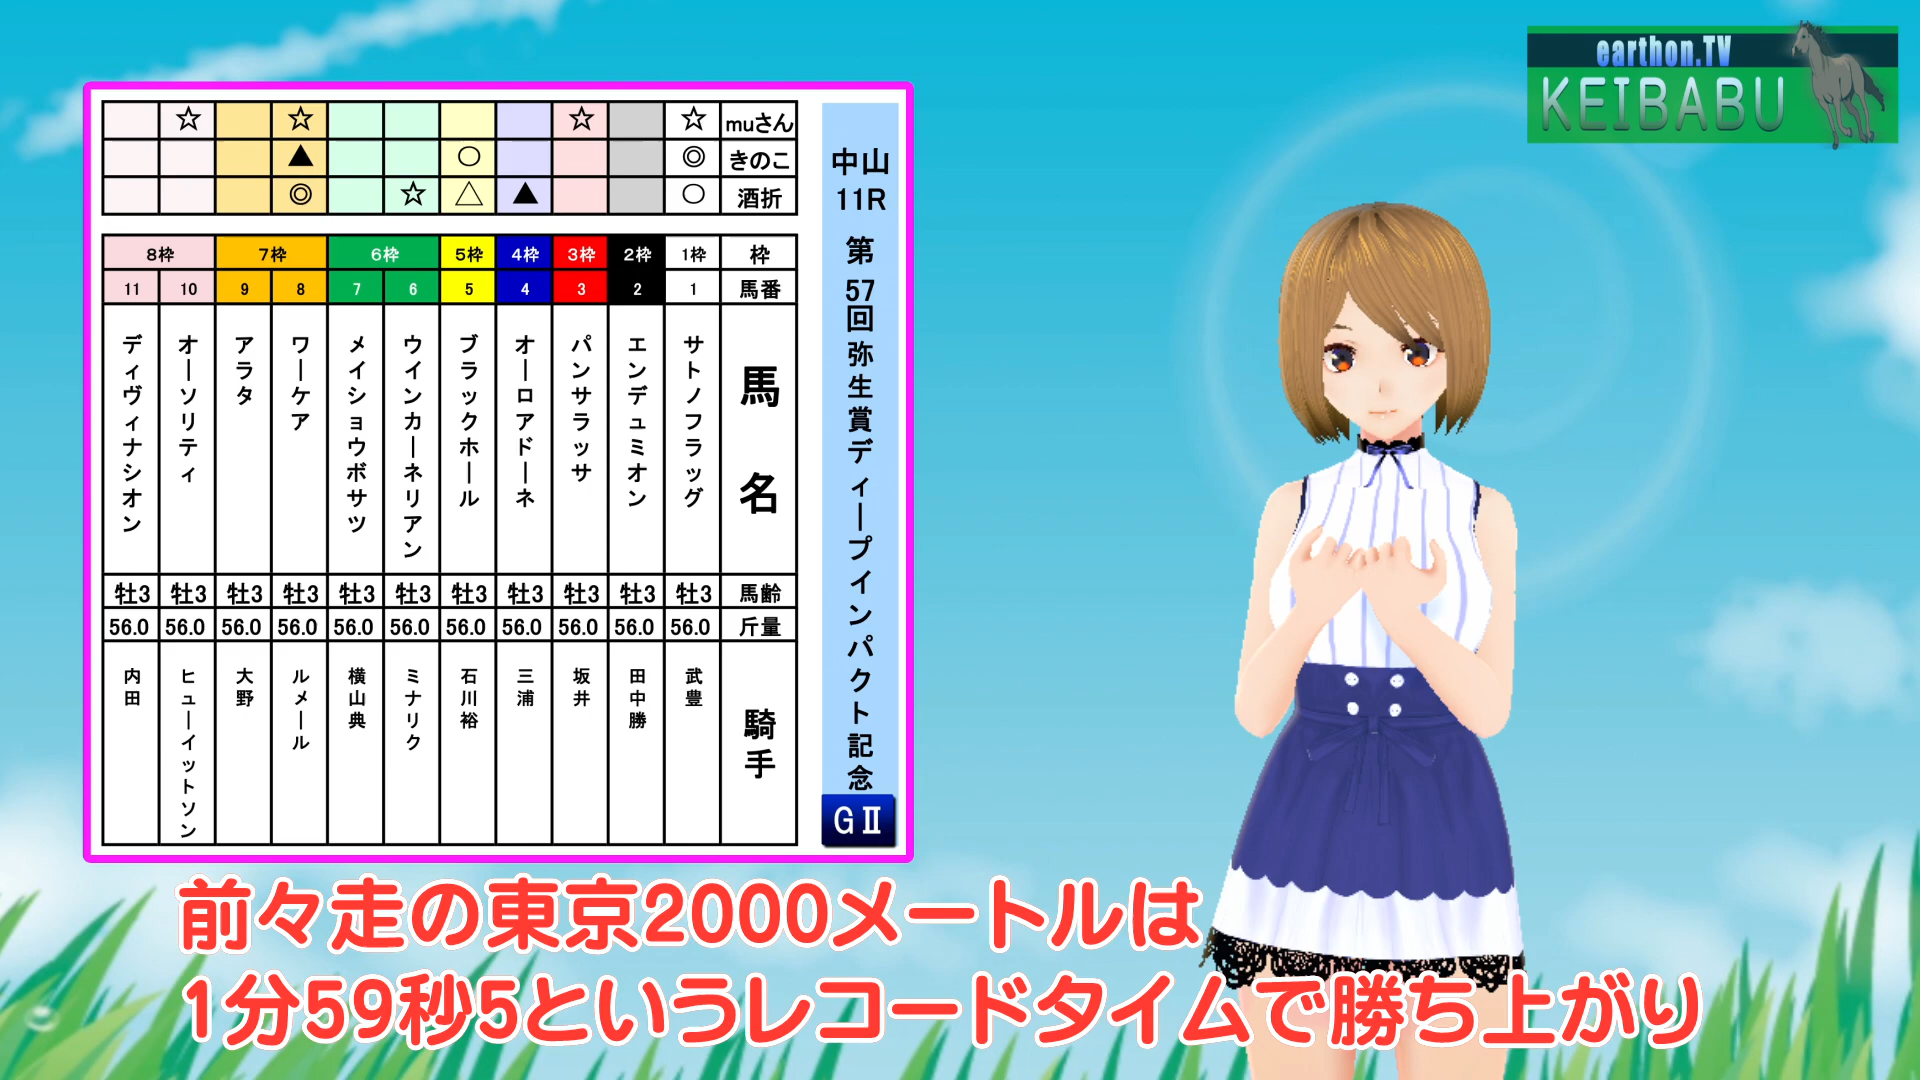 earthon.TV
KEIBABU
中山
11R
第57回弥生賞ディープインパクト記念
GⅡ
☆ ☆ ☆ ☆ muさん
▲ ○ ◎ きのこ
◎ ☆ △ ▲ ○ 酒折
8枠 7枠 6枠 5枠 4枠 3枠 2枠 1枠 枠
11 10 9 8 7 6 5 4 3 2 1 馬番
馬名
サトノフラッグ
エンデュミオン
パンサラッサ
オーロアドーネ
ブラックホール
ウインカーネリアン
メイショウボサツ
ワーケア
アラタ
オーソリティ
ディヴィナシオン
牡3 牡3 牡3 牡3 牡3 牡3 牡3 牡3 牡3 牡3 牡3 馬齢
56.0 56.0 56.0 56.0 56.0 56.0 56.0 56.0 56.0 56.0 56.0 斤量
騎手
武豊
田中勝
坂井
三浦
石川裕
ミナリク
横山典
ルメール
大野
ヒューイットソン
内田
前々走の東京2000メートルは
1分59秒5というレコードタイムで勝ち上がり